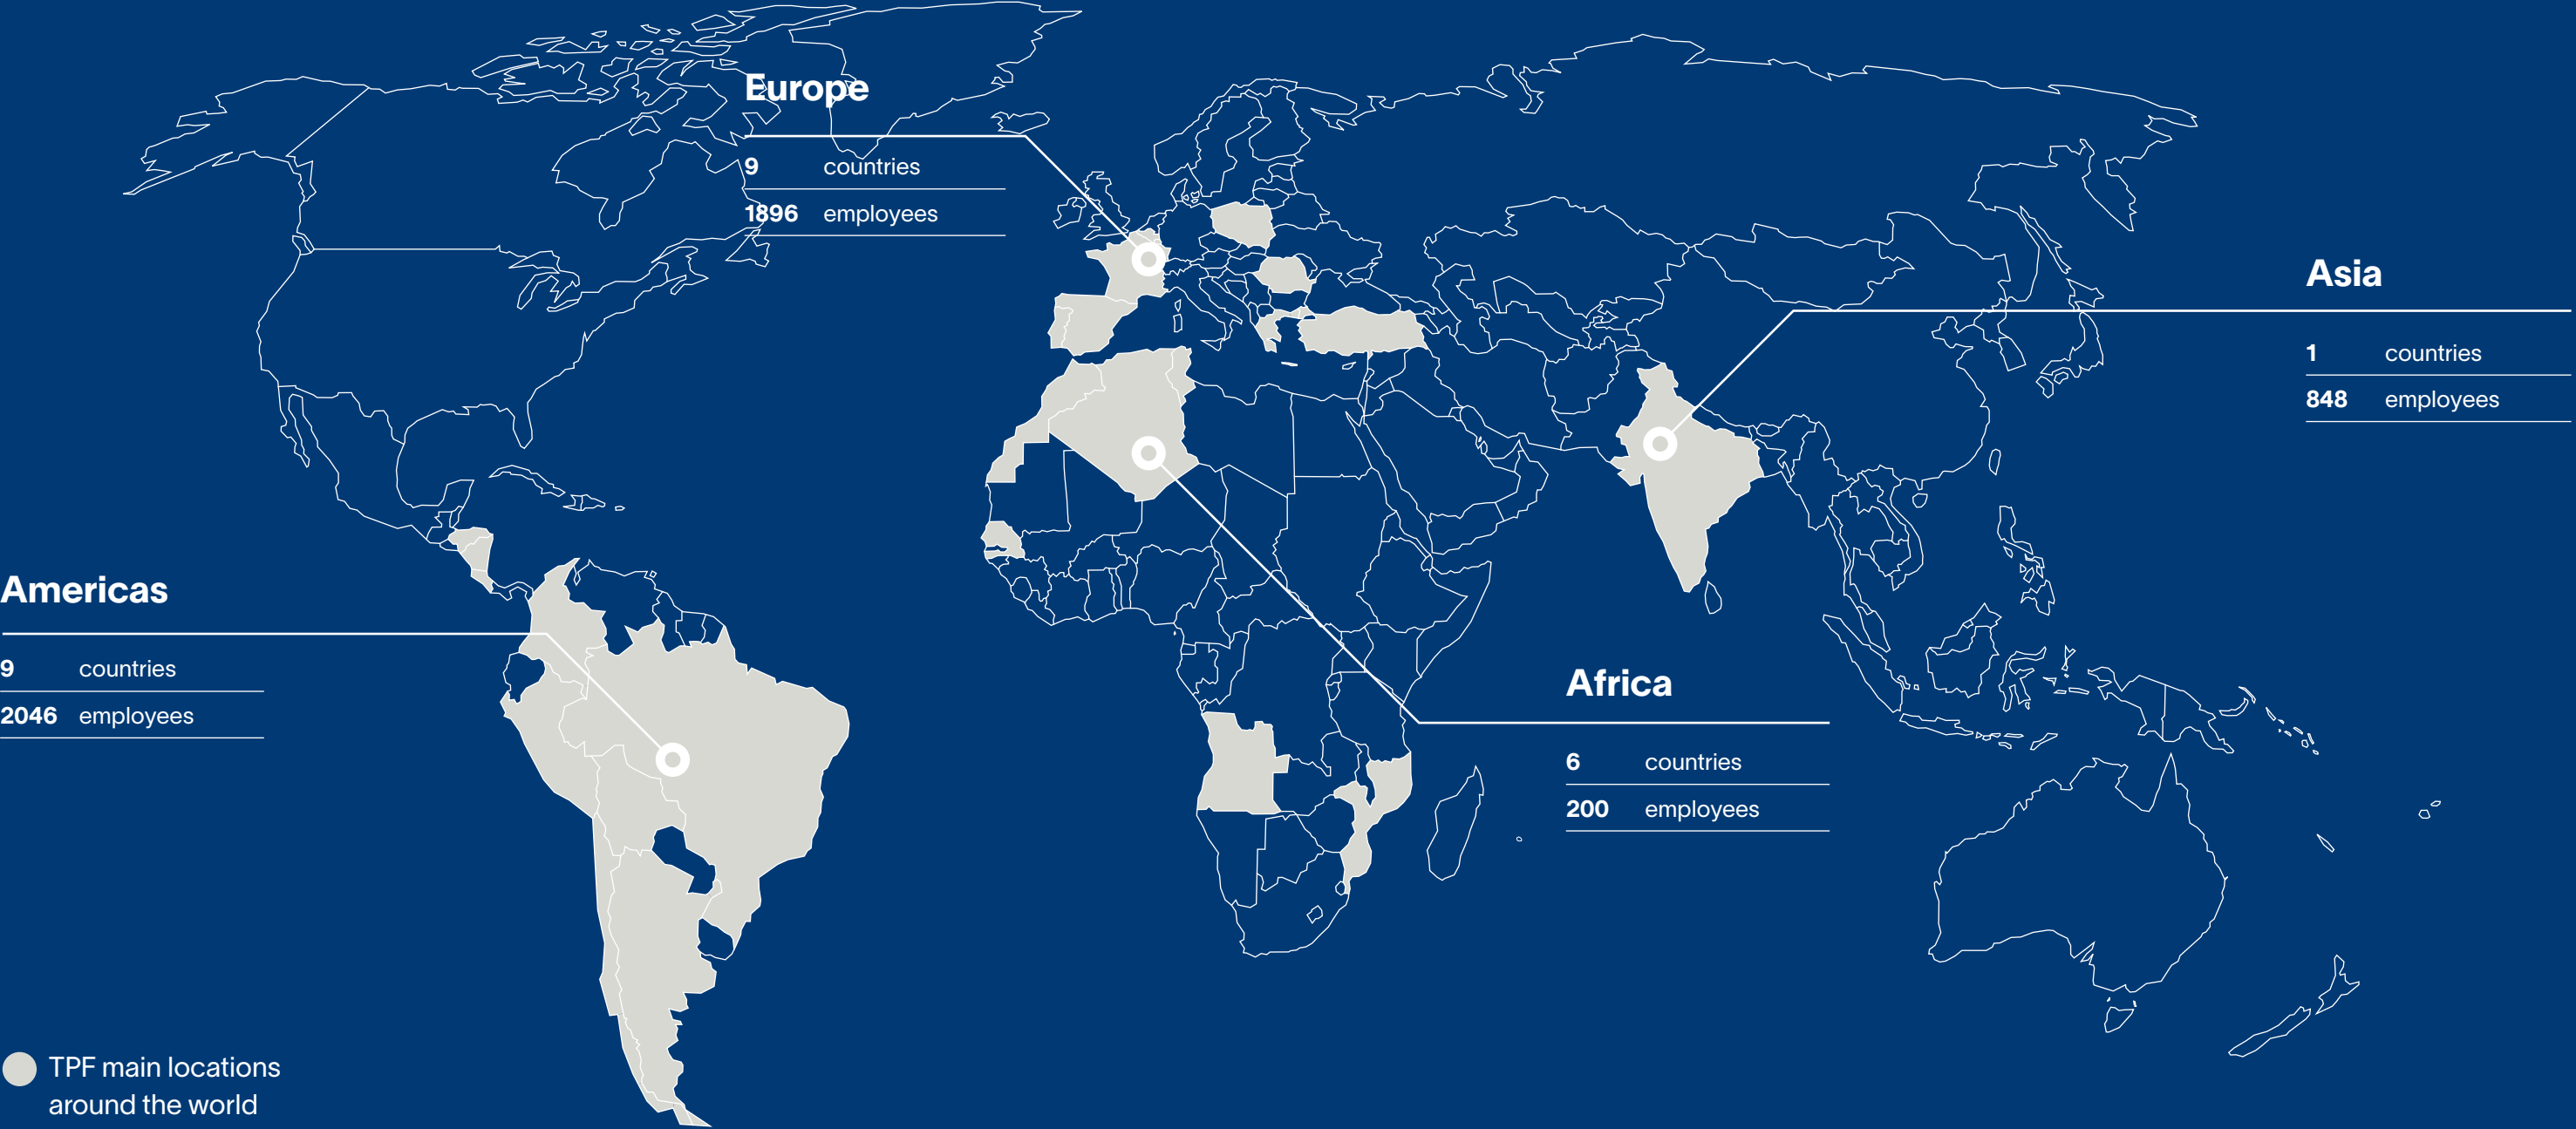 Europe
9 countries
1896 employees
Asia
1 countries
848 employees
Americas
9 countries
2046 employees
Africa
6 countries
200 employees
TPF main locations
around the world